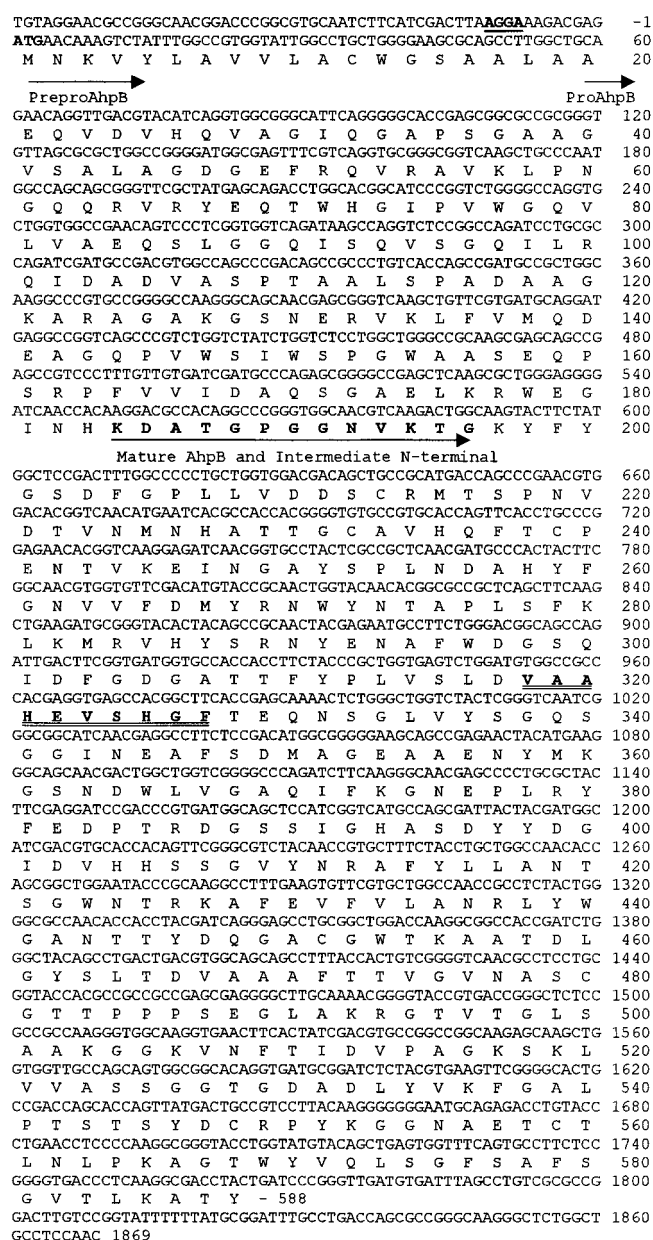 TGTAGGAACGCCGGGCAACGGACCCGGCGTGCAATCTTCATCGACTTAAGGAAAGACGAG -1
ATGAACAAAGTCTATTTGGCCGTGGTATTGGCCTGCTGGGGAAGCGCAGCCTTGGCTGCA 60
M N K V Y L A V V L A C W G S A A L A A 20
PreproAhpB ProAhpB
GAACAGGTTGACGTACATCAGGTGGCGGGCATTCAGGGGGCACCGAGCGGCGCCGCGGGT 120
E Q V D V H Q V A G I Q G A P S G A A G 40
GTTAGCGCGCTGGCCGGGGATGGCGAGTTTCGTCAGGTGCGGGCGGTCAAGCTGCCCAAT 180
V S A L A G D G E F R Q V R A V K L P N 60
GGCCAGCAGCGGGTTCGCTATGAGCAGACCTGGCACGGCATCCCGGTCTGGGGCCAGGTG 240
G Q Q R V R Y E Q T W H G I P V W G Q V 80
CTGGTGGCCGAACAGTCCCTCGGTGGTCAGATAAGCCAGGTCTCCGGCCAGATCCTGCGC 300
L V A E Q S L G G Q I S Q V S G Q I L R 100
CAGATCGATGCCGACGTGGCCAGCCCGACAGCCGCCCTGTCACCAGCCGATGCCGCTGGC 360
Q I D A D V A S P T A A L S P A D A A G 120
AAGGCCCGTGCCGGGGCCAAGGGCAGCAACGAGCGGGTCAAGCTGTTCGTGATGCAGGAT 420
K A R A G A K G S N E R V K L F V M Q D 140
GAGGCCGGTCAGCCCGTCTGGTCTATCTGGTCTCCTGGCTGGGCCGCAAGCGAGCAGCCG 480
E A G Q P V W S I W S P G W A A S E Q P 160
AGCCGTCCCTTTGTTGTGATCGATGCCCAGAGCGGGGCCGAGCTCAAGCGCTGGGAGGGG 540
S R P F V V I D A Q S G A E L K R W E G 180
ATCAACCACAAGGACGCCACAGGCCCGGGTGGCAACGTCAAGACTGGCAAGTACTTCTAT 600
I N H K D A T G P G G N V K T G K Y F Y 200
Mature AhpB and Intermediate N-terminal
GGCTCCGACTTTGGCCCCCTGCTGGTGGACGACAGCTGCCGCATGACCAGCCCGAACGTG 660
G S D F G P L L V D D S C R M T S P N V 220
GACACGGTCAACATGAATCACGCCACCACGGGGTGTGCCGTGCACCAGTTCACCTGCCCG 720
D T V N M N H A T T G C A V H Q F T C P 240
GAGAACACGGTCAAGGAGATCAACGGTGCCTACTCGCCGCTCAACGATGCCCACTACTTC 780
E N T V K E I N G A Y S P L N D A H Y F 260
GGCAACGTGGTGTTCGACATGTACCGCAACTGGTACAACACGGCGCCGCTCAGCTTCAAG 840
G N V V F D M Y R N W Y N T A P L S F K 280
CTGAAGATGCGGGTACACTACAGCCGCAACTACGAGAATGCCTTCTGGGACGGCAGCCAG 900
L K M R V H Y S R N Y E N A F W D G S Q 300
ATTGACTTCGGTGATGGTGCCACCACCTTCTACCCGCTGGTGAGTCTGGATGTGGCCGCC 960
I D F G D G A T T F Y P L V S L D V A A 320
CACGAGGTGAGCCACGGCTTCACCGAGCAAAACTCTGGGCTGGTCTACTCGGGTCAATCG 1020
H E V S H G F T E Q N S G L V Y S G Q S 340
GGCGGCATCAACGAGGCCTTCTCCGACATGGCGGGGGAAGCAGCCGAGAACTACATGAAG 1080
G G I N E A F S D M A G E A A E N Y M K 360
GGCAGCAACGACTGGCTGGTCGGGGCCCAGATCTTCAAGGGCAACGAGCCCCTGCGCTAC 1140
G S N D W L V G A Q I F K G N E P L R Y 380
TTCGAGGATCCGACCCGTGATGGCAGCTCCATCGGTCATGCCAGCGATTACTACGATGGC 1200
F E D P T R D G S S I G H A S D Y Y D G 400
ATCGACGTGCACCACAGTTCGGGCGTCTACAACCGTGCTTTCTACCTGCTGGCCAACACC 1260
I D V H H S S G V Y N R A F Y L L A N T 420
AGCGGCTGGAATACCCGCAAGGCCTTTGAAGTGTTCGTGCTGGCCAACCGCCTCTACTGG 1320
S G W N T R K A F E V F V L A N R L Y W 440
GGCGCCAACACCACCTACGATCAGGGAGCCTGCGGCTGGACCAAGGCGGCCACCGATCTG 1380
G A N T T Y D Q G A C G W T K A A T D L 460
GGCTACAGCCTGACTGACGTGGCAGCAGCCTTTACCACTGTCGGGGTCAACGCCTCCTGC
G Y S L T D V A A A F T T V G V N A S C 480
GGTACCACGCCGCCGCCGAGCGAGGGGCTTGCAAAACGGGGTACCGTGACCGGGCTCTCC 1500
G T T P P P S E G L A K R G T V T G L S 500
GCCGCCAAGGGTGGCAAGGTGAACTTCACTATCGACGTGCCGGCCGGCAAGAGCAAGCTG 1560
A A K G G K V N F T I D V P A G K S K L 520
GTGGTTGCCAGCAGTGGCGGCACAGGTGATGCGGATCTCTACGTGAAGTTCGGGGCACTG 1620
V V A S S G G T G D A D L Y V K F G A L 540
CCGACCAGCACCAGTTATGACTGCCGTCCTTACAAGGGGGGGAATGCAGAGACCTGTACC 1680
P T S T S Y D C R P Y K G G N A E T C T 560
CTGAACCTCCCCAAGGCGGGTACCTGGTATGTACAGCTGAGTGGTTTCAGTGCCTTCTCC 1740
L N L P K A G T W Y V Q L S G F S A F S 580
GGGGTGACCCTCAAGGCGACCTACTGATCCCGGGTTGATGTGATTTAGCCTGTCGCGCCG 1800
G V T L K A T Y - 588
GACTTGTCCGGTATTTTTTTATGCGGATTTGCCTGACCAGCGCCGGGCAAGGGCTCTGGCT 1860
GCCTCCAAC 1869